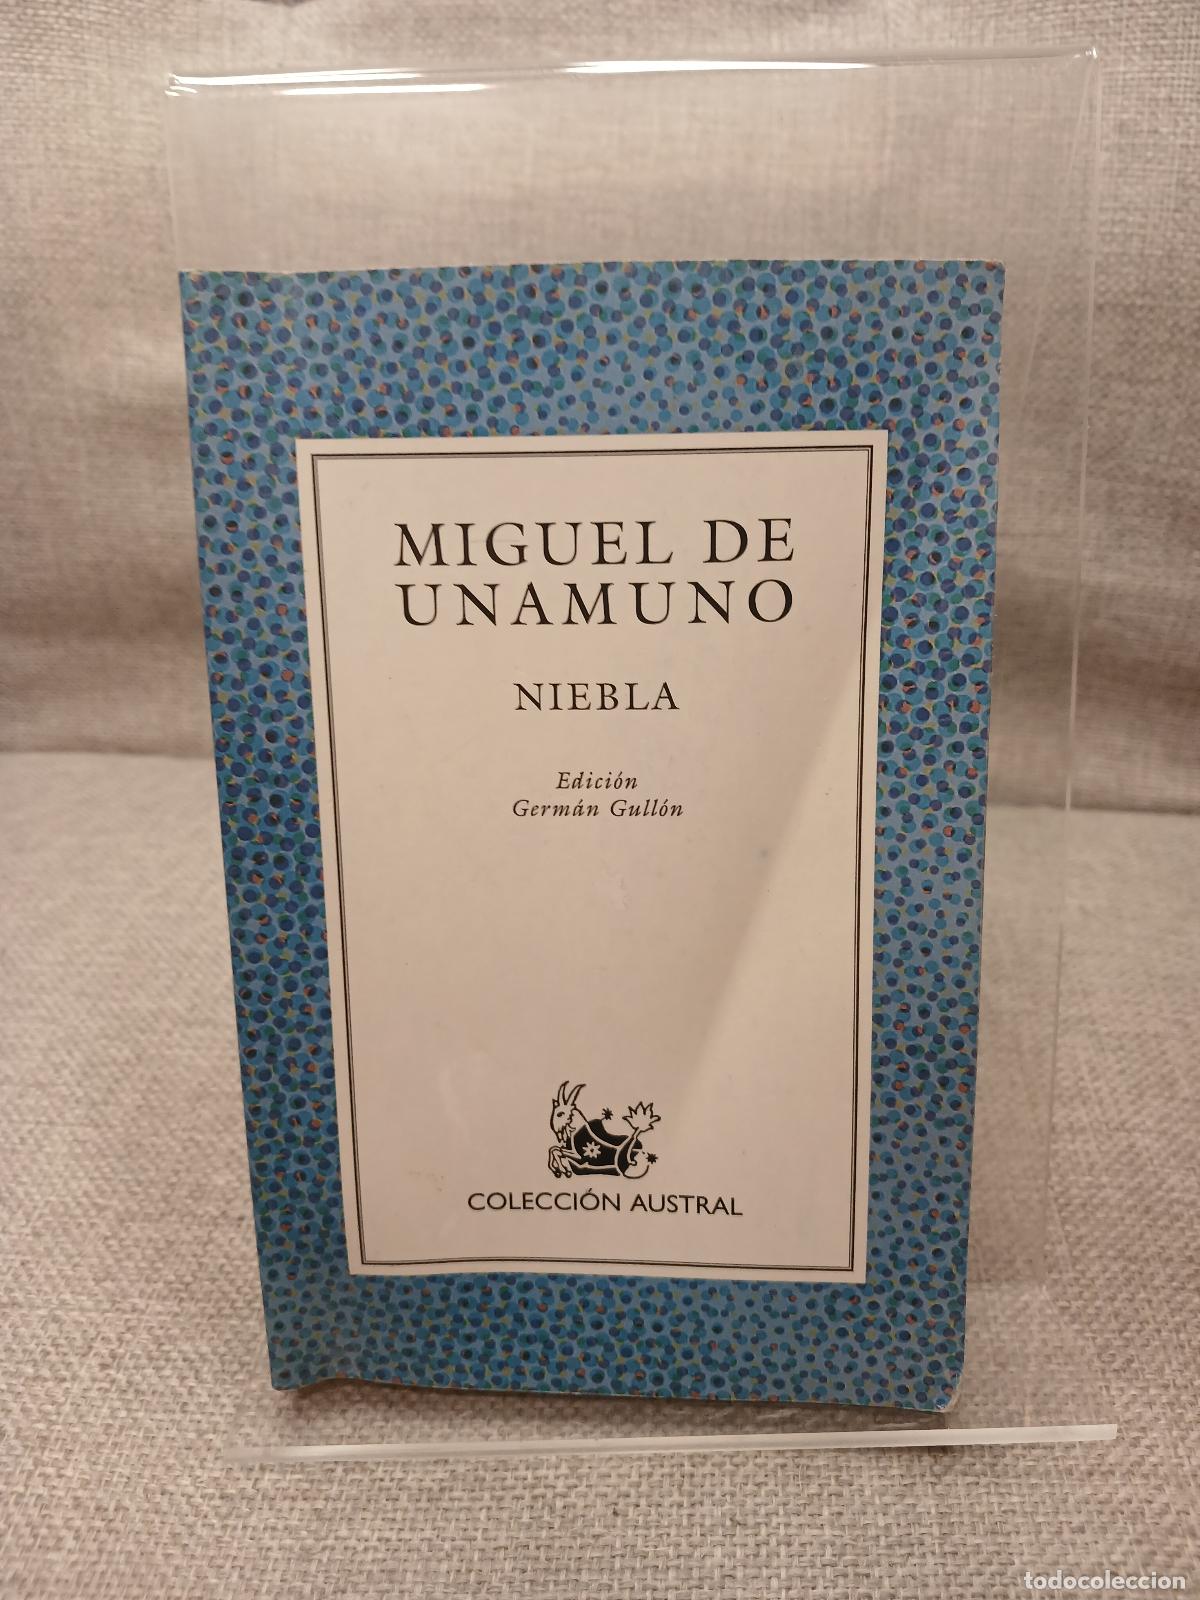 MIGUEL DE
UNAMUNO
NIEBLA
Edición
Germán Gullón
COLECCIÓN AUSTRAL
todocoleccion